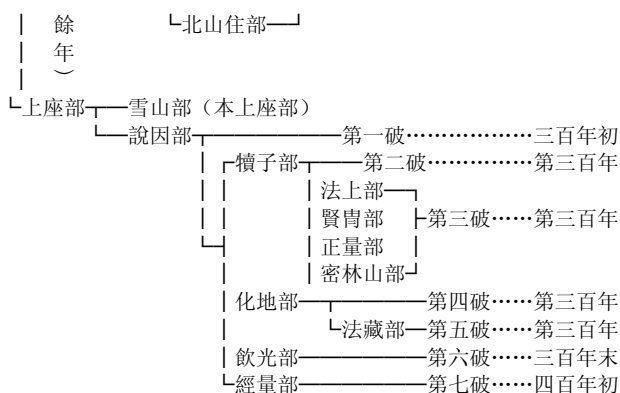 │　餘　　　　└北山住部─┘
│　年
│　︶
└上座部┬─雪山部（本上座部）
└─說因部┬──────第一破………………三百年初
│┌犢子部┬──第二破……………第三百年
││　　　│法上部─┐
││　　　│賢冑部　├第三破……第三百年
└┤　　　│正量部　│
│　　　│密林山部┘
│化地部─┬────第四破……第三百年
│　　　　└法藏部─第五破……第三百年
│飲光部──────第六破……三百年末
└經量部──────第七破……四百年初